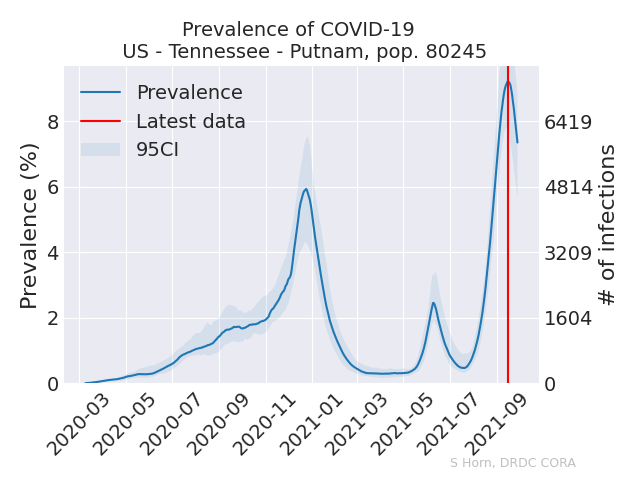 Prevalence of COVID-19
US - Tennessee - Putnam, pop. 80245
Prevalence
Latest data
95CI
Prevalence (%)
8
6
4
2
0
6419
4814
3209
1604
0
# of infections
2020-03
2020-05
2020-07
2020-09
2020-11
2021-01
2021-03
2021-05
2021-07
2021-09
S Horn, DRDC CORA